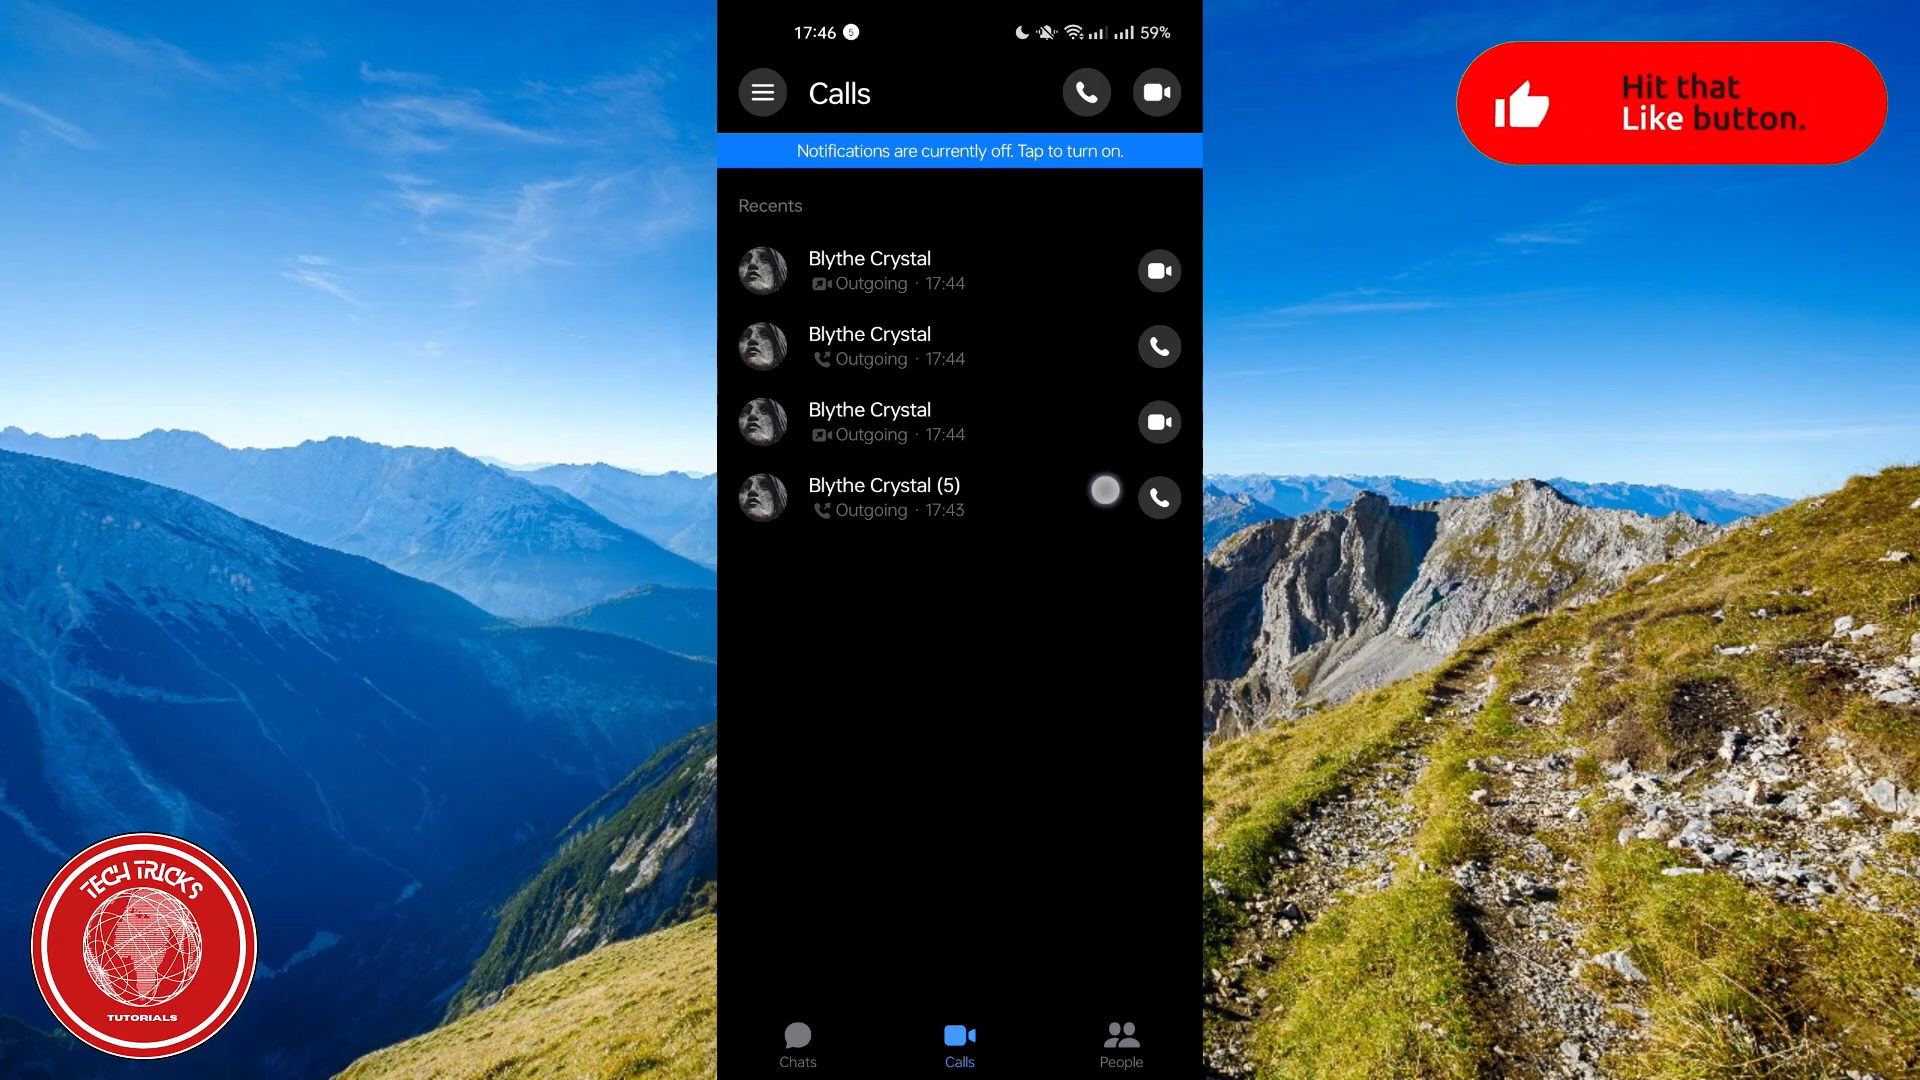 17:46 5
59%
Calls
Notifications are currently off. Tap to turn on.
Recents
Blythe Crystal
Outgoing · 17:44
Blythe Crystal
Outgoing · 17:44
Blythe Crystal
Outgoing · 17:44
Blythe Crystal (5)
Outgoing · 17:43
Chats
Calls
People
Hit that
Like button.
TECH TRICKS
TUTORIALS